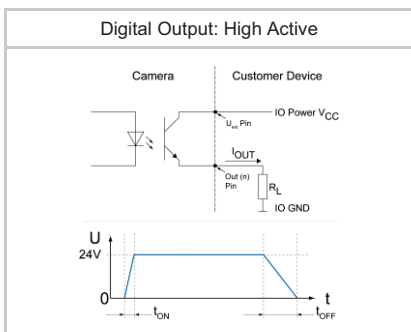 Digital Output: High Active
Camera
Customer Device
IO Power VCC
Uext Pin
IOUT
Out (n)
Pin
RL
IO GND
U
24V
0
t
tON
tOFF